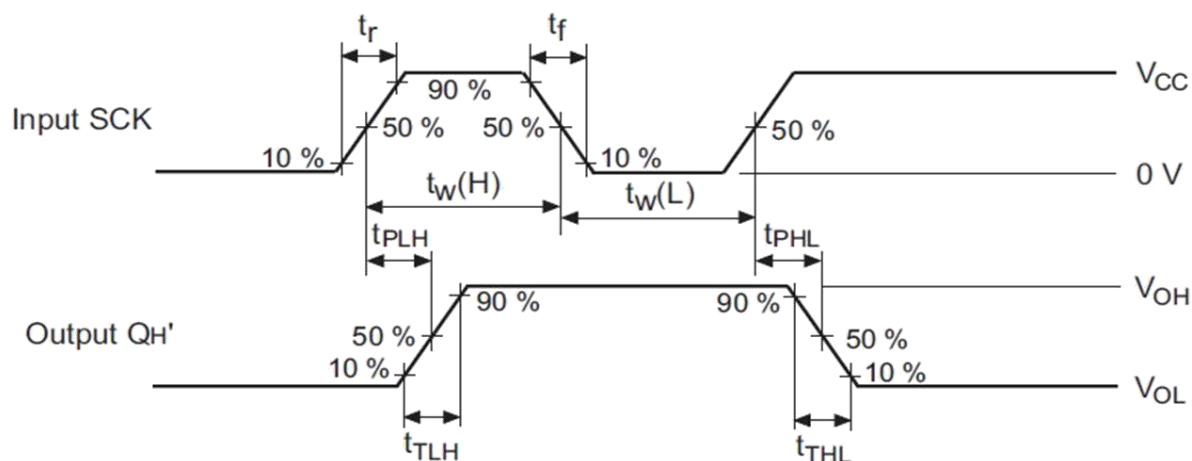 tr tf
90 % VCC
Input SCK 50 % 50 % 50 %
10 % 10 %
tw(H) tw(L) 0 V
tPLH tPHL
90 % 90 % VOH
Output QH' 50 % 50 %
10 % 10 % VOL
tTLH tTHL